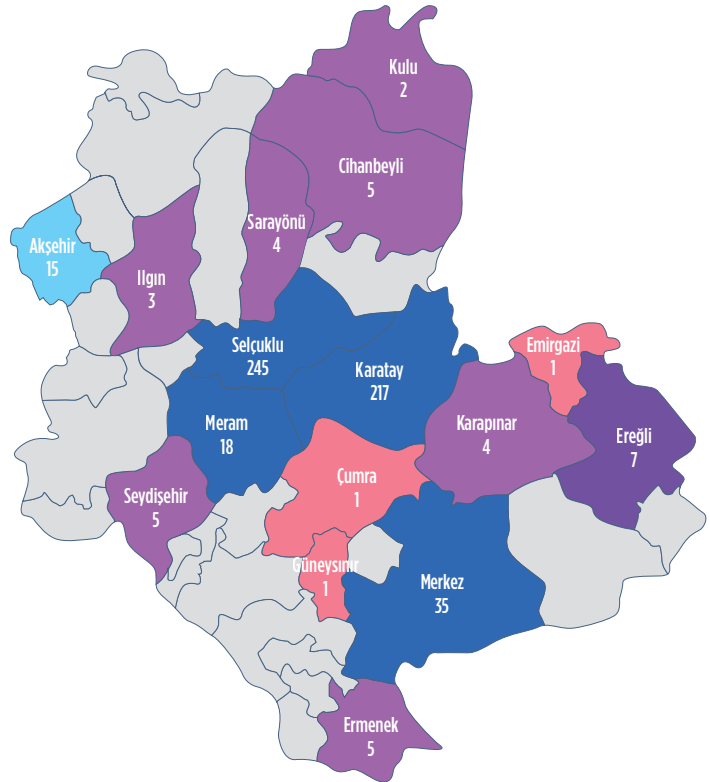 Kulu
2
Cihanbeyli
5
Sarayönü
4
Akşehir
15
Ilgın
3
Selçuklu
245
Karatay
217
Emirgazi
1
Meram
18
Karapınar
4
Ereğli
7
Çumra
1
Seydişehir
5
Güneysınır
1
Merkez
35
Ermenek
5